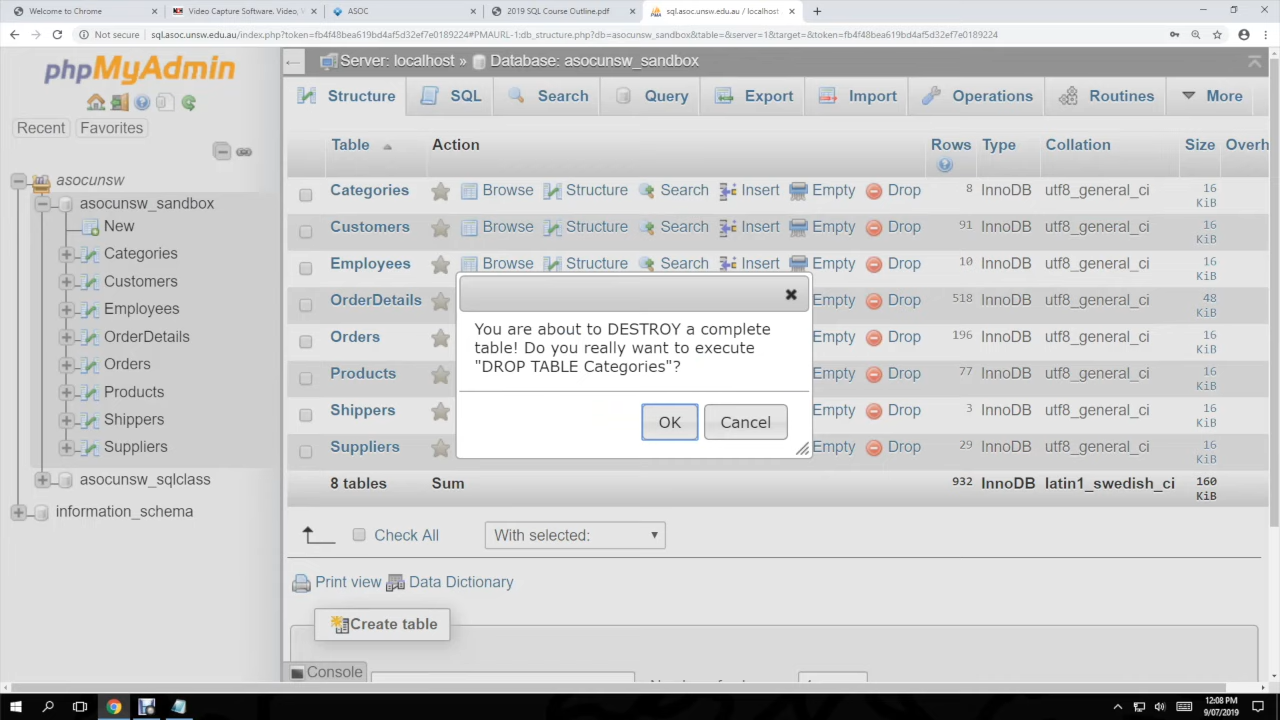 Welcome to Chrome
Video Capture Software. Video, V
ASOC
2019 SQL Course Outline.pdf
sql.asoc.unsw.edu.au / localhost
Not secure | sql.asoc.unsw.edu.au/index.php?token=fb4f48bea619bd4af5d32ef7e0189224#PMAURL-1:db_structure.php?db=asocunsw_sandbox&table=&server=1&target=&token=fb4f48bea619bd4af5d32ef7e0189224
phpMyAdmin
Recent Favorites
asocunsw
asocunsw_sandbox
New
Categories
Customers
Employees
OrderDetails
Orders
Products
Shippers
Suppliers
asocunsw_sqlclass
information_schema
Server: localhost » Database: asocunsw_sandbox
Structure SQL Search Query Export Import Operations Routines More
Table Action Rows Type Collation Size Overh
Categories Browse Structure Search Insert Empty Drop 8 InnoDB utf8_general_ci 16 KiB
Customers Browse Structure Search Insert Empty Drop 91 InnoDB utf8_general_ci 16 KiB
Employees Browse Structure Search Insert Empty Drop 10 InnoDB utf8_general_ci 16 KiB
OrderDetails Empty Drop 518 InnoDB utf8_general_ci 48 KiB
Orders Empty Drop 196 InnoDB utf8_general_ci 16 KiB
Products Empty Drop 77 InnoDB utf8_general_ci 16 KiB
Shippers Empty Drop 3 InnoDB utf8_general_ci 16 KiB
Suppliers Empty Drop 29 InnoDB utf8_general_ci 16 KiB
8 tables Sum 932 InnoDB latin1_swedish_ci 160 KiB
You are about to DESTROY a complete
table! Do you really want to execute
"DROP TABLE Categories"?
OK Cancel
Check All With selected:
Print view Data Dictionary
Create table
Console
12:08 PM
9/07/2019